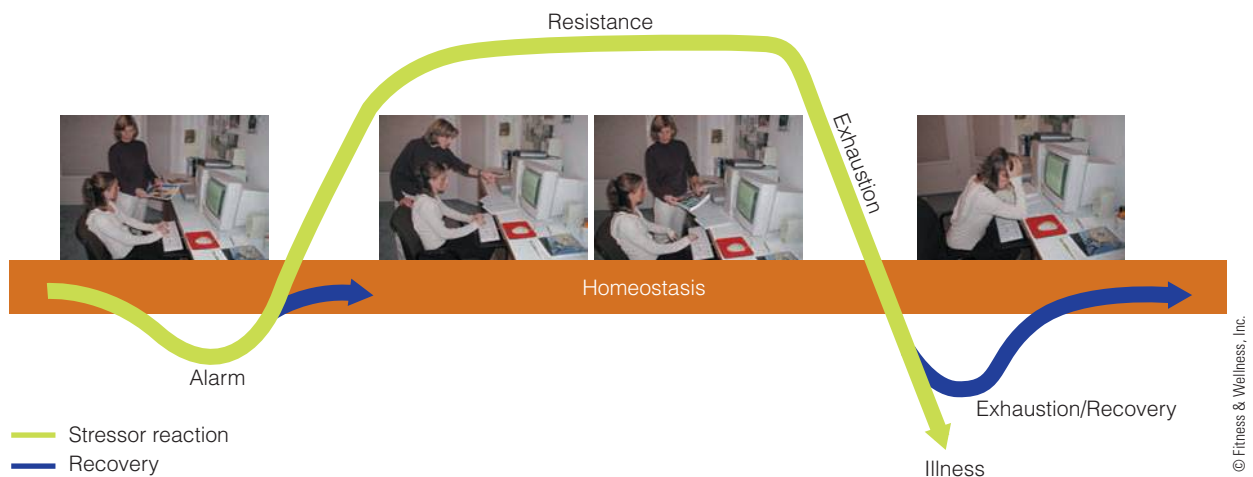 Resistance
Exhaustion
Homeostasis
Alarm
Exhaustion/Recovery
Stressor reaction
Recovery
Illness
© Fitness & Wellness, Inc.